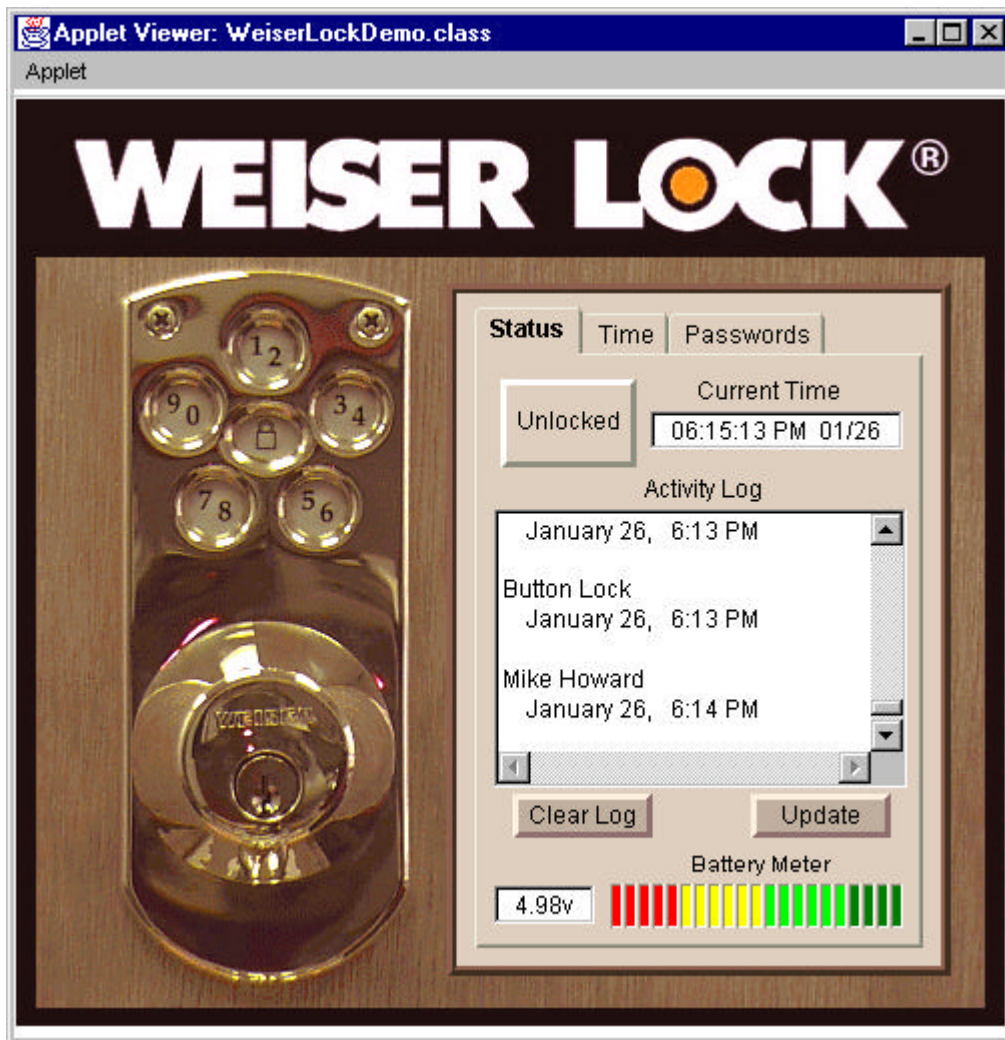 Applet Viewer: WeiserLockDemo.class
Applet
WEISER LOCK®
1 2
9 0
3 4
7 8
5 6
WEISER
Status Time Passwords
Unlocked
Current Time
06:15:13 PM 01/26
Activity Log
January 26, 6:13 PM
Button Lock
January 26, 6:13 PM
Mike Howard
January 26, 6:14 PM
Clear Log Update
Battery Meter
4.98v